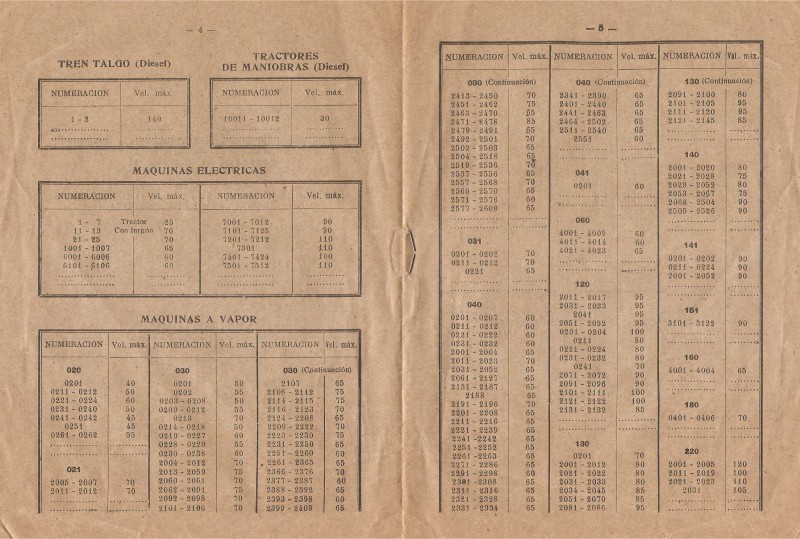 — 4 —
TREN TALGO (Diesel)
NUMERACION Vel. máx.
1 - 3 140
TRACTORES
DE MANIOBRAS (Diesel)
NUMERACION Vel. máx.
10011 - 10012 30
MAQUINAS ELECTRICAS
NUMERACION Vel, máx. NUMERACION Vel. máx.
1 - 7 Tractor 25 7001 - 7012 90
11 - 13 Con furgón 70 7101 - 7125 90
21 - 25 70 7201 - 7212 110
1001 - 1007 65 7301 110
6001 - 6006 60 7401 - 7424 100
6101 - 6106 60 7501 - 7512 110
MAQUINAS A VAPOR
NUMERACION Vel. máx.
020
0201 40
0211 - 0212 50
0221 - 0224 60
0231 - 0240 50
0241 - 0242 45
0251 45
0261 - 0262 55
021
2005 - 2007 70
2011 - 2012 70
NUMERACION Vel. máx.
030
0201 50
0202 55
0203 - 0208 50
0209 - 0212 55
0213 70
0214 - 0218 50
0219 - 0227 60
0228 - 0229 55
0230 - 0238 60
2004 - 2012 70
2013 - 2059 75
2060 - 2061 70
2062 - 2091 75
2092 - 2098 70
2101 - 2106 70
NUMERACION Vel. máx.
030 (Continuación)
2107 65
2108 - 2112 75
2114 - 2115 75
2116 - 2123 70
2124 - 2208 65
2209 - 2222 70
2223 - 2230 75
2231 - 2250 65
2251 - 2260 60
2261 - 2365 65
2366 - 2376 70
2377 - 2387 60
2388 - 2392 65
2393 - 2398 60
2399 - 2409 65
— 5 —
NUMERACION Vel. máx.
030 (Continuación)
2413 - 2450 70
2451 - 2462 75
2463 - 2470
2471 - 2478 85
2479 - 2491 65
2492 - 2501 70
2502 - 2503 65
2504 - 2518 65
2519 - 2536 70
2537 - 2556 65
2557 - 2568 70
2569 - 2570 65
2571 - 2576 60
2577 - 2608 65
031
0201 - 0202 70
0211 - 0212 70
0221 65
040
0201 - 0207 60
0211 - 0212 60
0221 - 0222 60
0231 - 0232 60
2001 - 2004 65
2011 - 2023 70
2031 - 2052 65
2061 - 2127 65
2131 - 2187 65
2188 65
2191 - 2196 70
2201 - 2208 65
2211 - 2216 65
2221 - 2239 65
2241 - 2242 65
2251 - 2252 65
2261 - 2263 65
2271 - 2286 65
2291 - 2298 60
2301 - 2308 65
2311 - 2316 65
2321 - 2328 65
2331 - 2334 65
NUMERACION Vel. máx.
040 (Continuación)
2341 - 2390 65
2401 - 2440 65
2441 - 2463 65
2464 - 2502 65
2511 - 2540 65
2551 60
041
0201 60
060
4001 - 4005 60
4011 - 4014 60
4021 - 4023 65
120
2011 - 2017 95
2031 - 2033 95
2041 95
2051 - 2052 95
0201 - 0204 100
0211 80
0221 - 0224 80
0231 - 0232 80
0241 70
2071 - 2072 90
2091 - 2096 90
2101 - 2111 100
2121 - 2122 100
2131 - 2132 85
130
0201 70
2001 - 2012 80
2021 - 2022 80
2031 - 2033 80
2034 - 2045 85
2051 - 2070 85
2081 - 2086 95
NUMERACION Vel. máx.
130 (Continuación)
2091 - 2100 80
2101 - 2105 95
2111 - 2120 95
2121 - 2145 85
140
2001 - 2020 80
2021 - 2028 75
2029 - 2052 80
2053 - 2067 75
2068 - 2504 90
2505 - 2526 90
141
0201 - 0202 90
0211 - 0224 90
2001 - 2052 90
151
3101 - 3122 90
160
4001 - 4004 65
180
0401 - 0406 70
220
2001 - 2005 120
2011 - 2019 100
2021 - 2023 110
2031 105